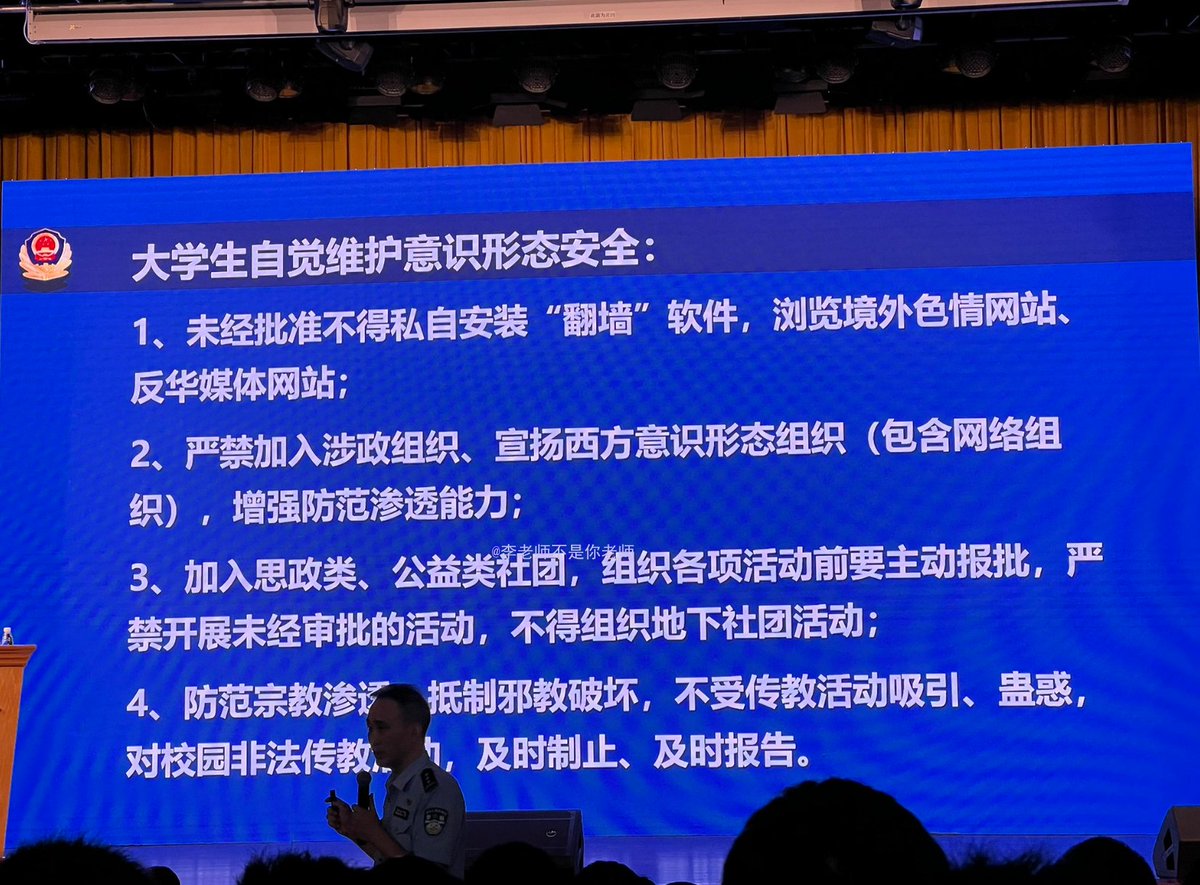 大学生自觉维护意识形态安全：
1、未经批准不得私自安装“翻墙”软件，浏览境外色情网站、
反华媒体网站；
2、严禁加入涉政组织、宣扬西方意识形态组织（包含网络组
织），增强防范渗透能力；
@李老师不是你老师
3、加入思政类、公益类社团，组织各项活动前要主动报批，严
禁开展未经审批的活动，不得组织地下社团活动；
4、防范宗教渗透 抵制邪教破坏，不受传教活动吸引、蛊惑，
对校园非法传教活动，及时制止、及时报告。